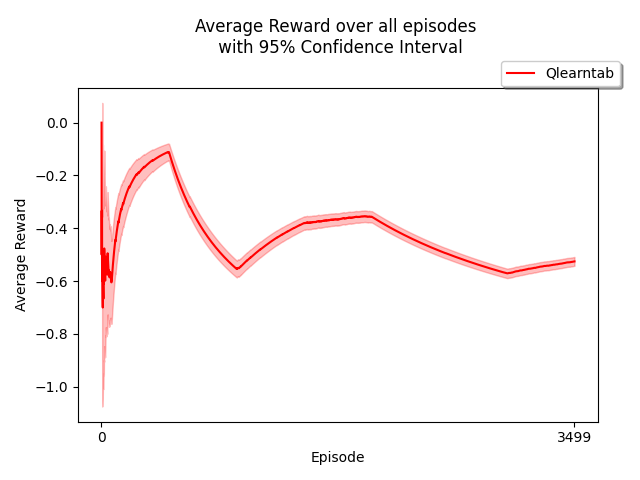 Average Reward over all episodes
with 95% Confidence Interval
Qlearntab
0.0
−0.2
−0.4
−0.6
−0.8
−1.0
Average Reward
0
3499
Episode